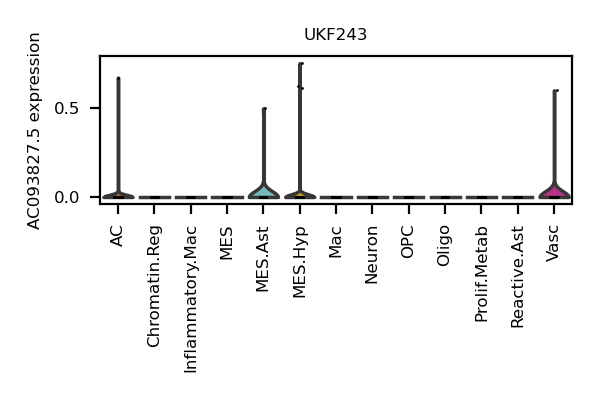 UKF243
AC093827.5 expression
0.5
0.0
AC
Chromatin.Reg
Inflammatory.Mac
MES
MES.Ast
MES.Hyp
Mac
Neuron
OPC
Oligo
Prolif.Metab
Reactive.Ast
Vasc